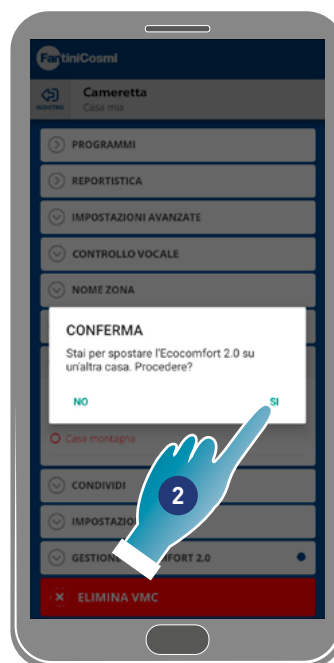 FantiniCosmi
Cameretta
INDIETRO Casa mia
PROGRAMMI
REPORTISTICA
IMPOSTAZIONI AVANZATE
CONTROLLO VOCALE
NOME ZONA
CONFERMA
Stai per spostare l'Ecocomfort 2.0 su
un'altra casa. Procedere?
NO SI
Casa montagna
2
CONDIVIDI
GESTIONE
ELIMINA VMC